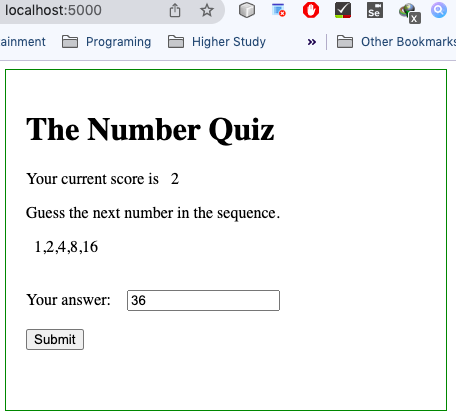 localhost:5000
Se
X
ainment Programing Higher Study » Other Bookmarks
The Number Quiz
Your current score is 2
Guess the next number in the sequence.
1,2,4,8,16
Your answer: 36
Submit